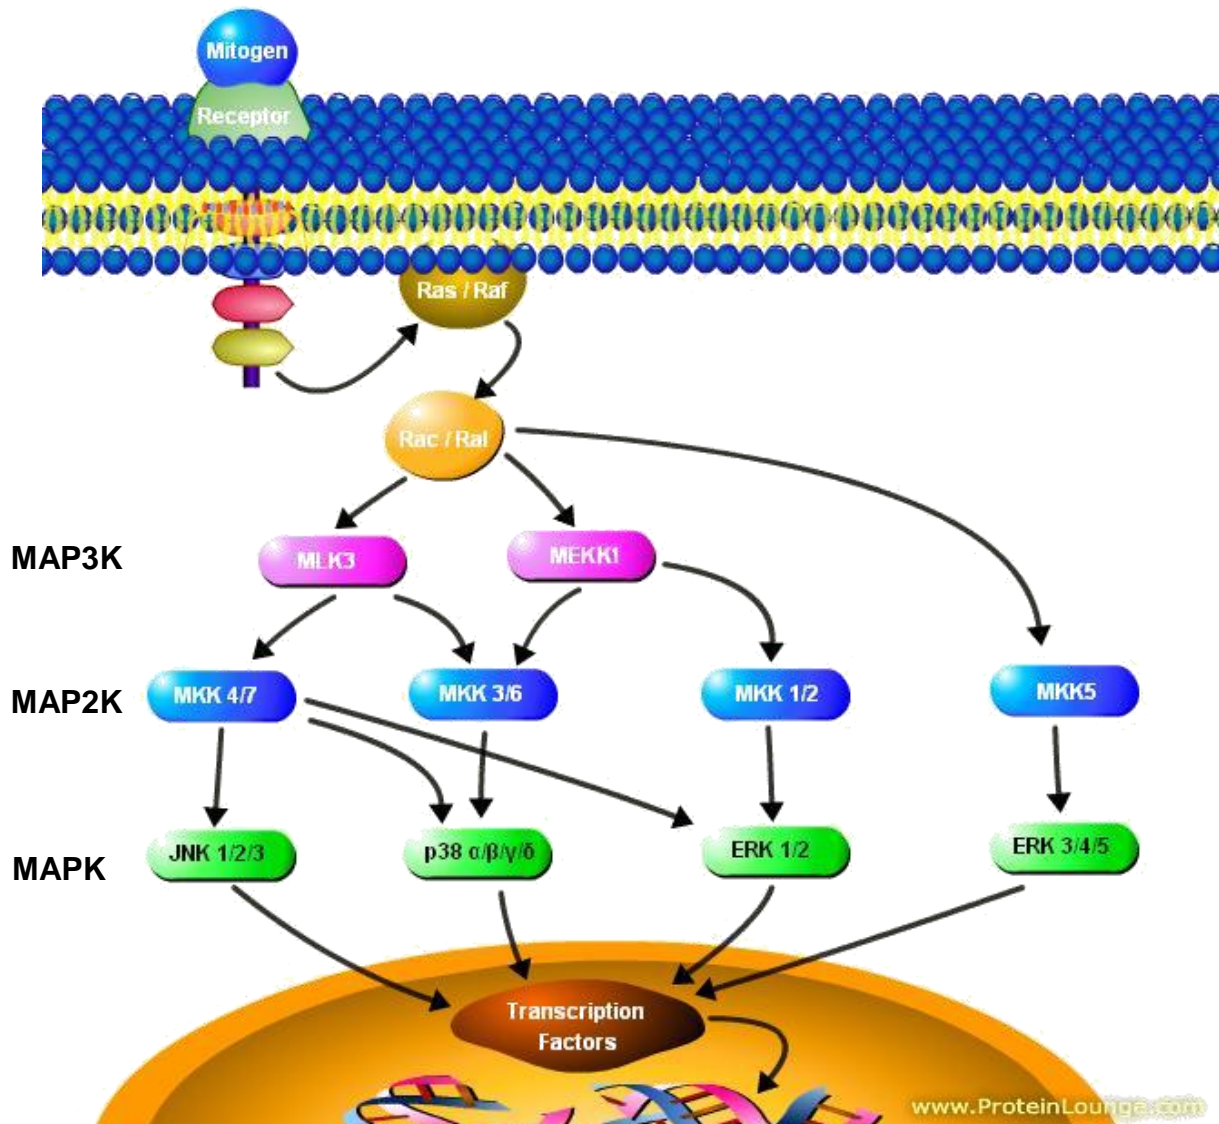 Mitogen
Receptor
Ras / Raf
Rac / Ral
MAP3K
MLK3
MEKK1
MAP2K
MKK 4/7
MKK 3/6
MKK 1/2
MKK5
MAPK
JNK 1/2/3
p38 α/β/γ/δ
ERK 1/2
ERK 3/4/5
Transcription
Factors
www.ProteinLounge.com